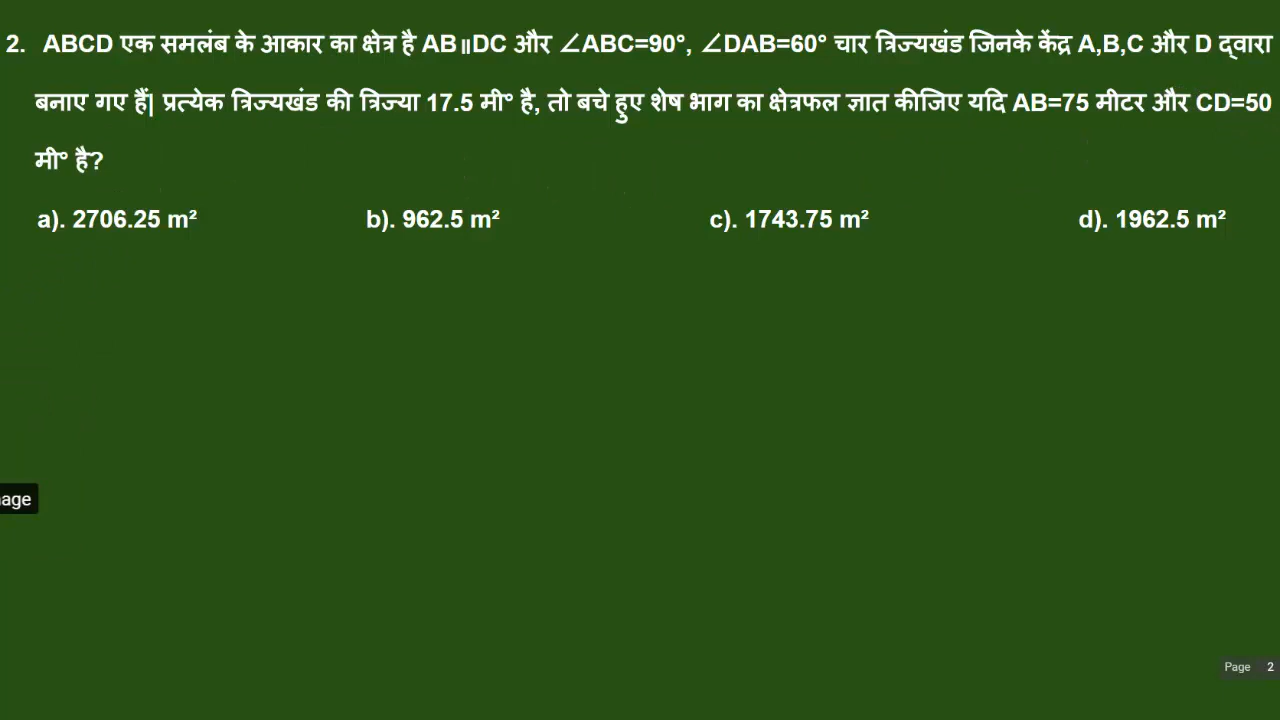 2. ABCD एक समलंब के आकार का क्षेत्र है AB॥DC और ∠ABC=90°, ∠DAB=60° चार त्रिज्यखंड जिनके केंद्र A,B,C और D द्वारा
बनाए गए हैं| प्रत्येक त्रिज्यखंड की त्रिज्या 17.5 मी° है, तो बचे हुए शेष भाग का क्षेत्रफल ज्ञात कीजिए यदि AB=75 मीटर और CD=50
मी° है?
a). 2706.25 m² b). 962.5 m² c). 1743.75 m² d). 1962.5 m²
Page 2